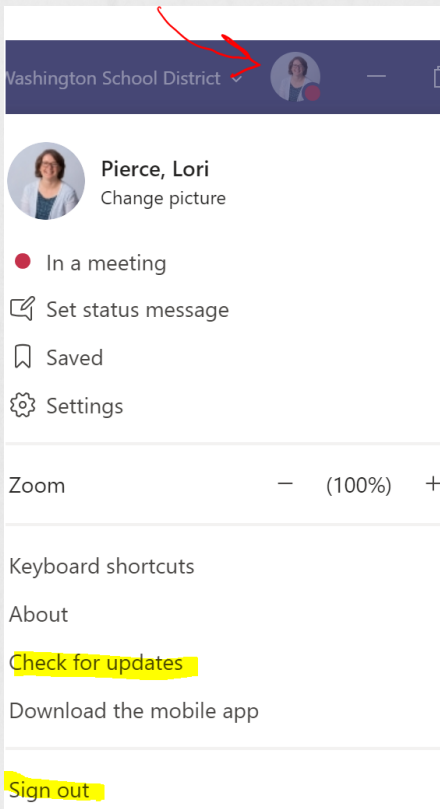 Washington School District
Pierce, Lori
Change picture
In a meeting
Set status message
Saved
Settings
Zoom (100%)
Keyboard shortcuts
About
Check for updates
Download the mobile app
Sign out